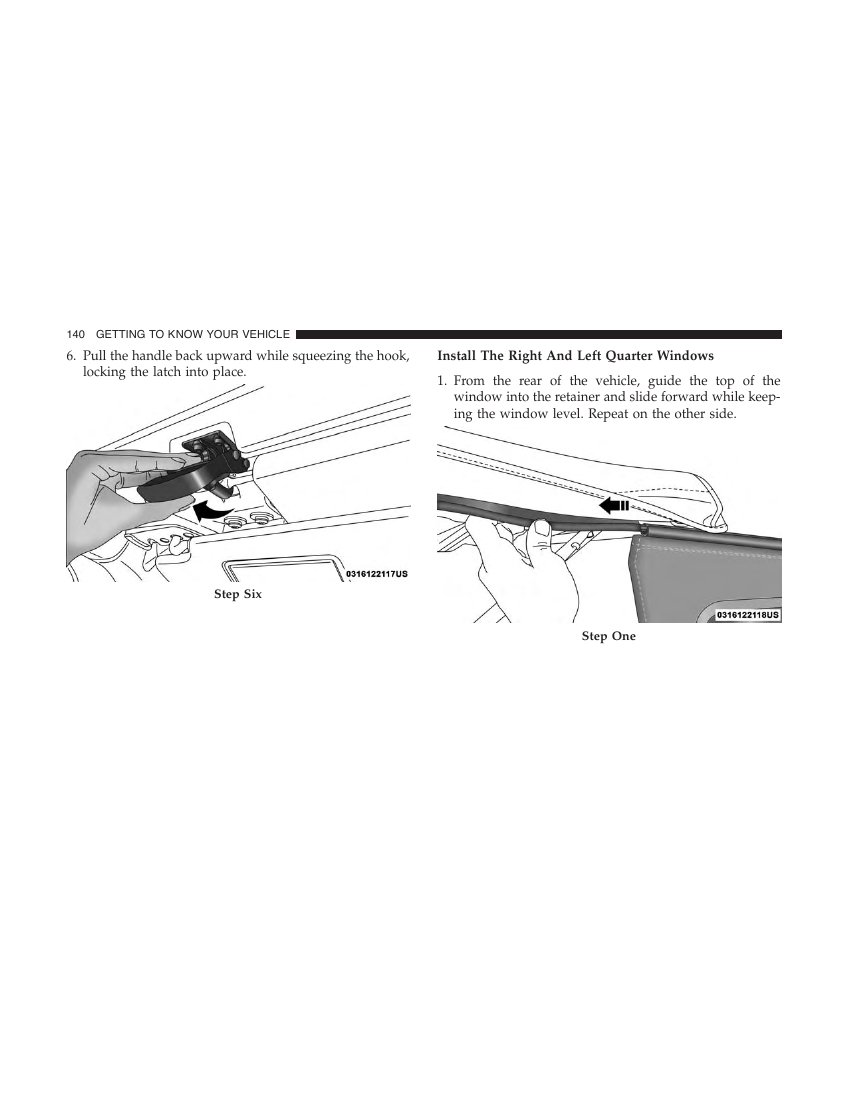 140 GETTING TO KNOW YOUR VEHICLE
6. Pull the handle back upward while squeezing the hook,
locking the latch into place.
0316122117US
Step Six
Install The Right And Left Quarter Windows
1. From the rear of the vehicle, guide the top of the
window into the retainer and slide forward while keep-
ing the window level. Repeat on the other side.
0316122118US
Step One